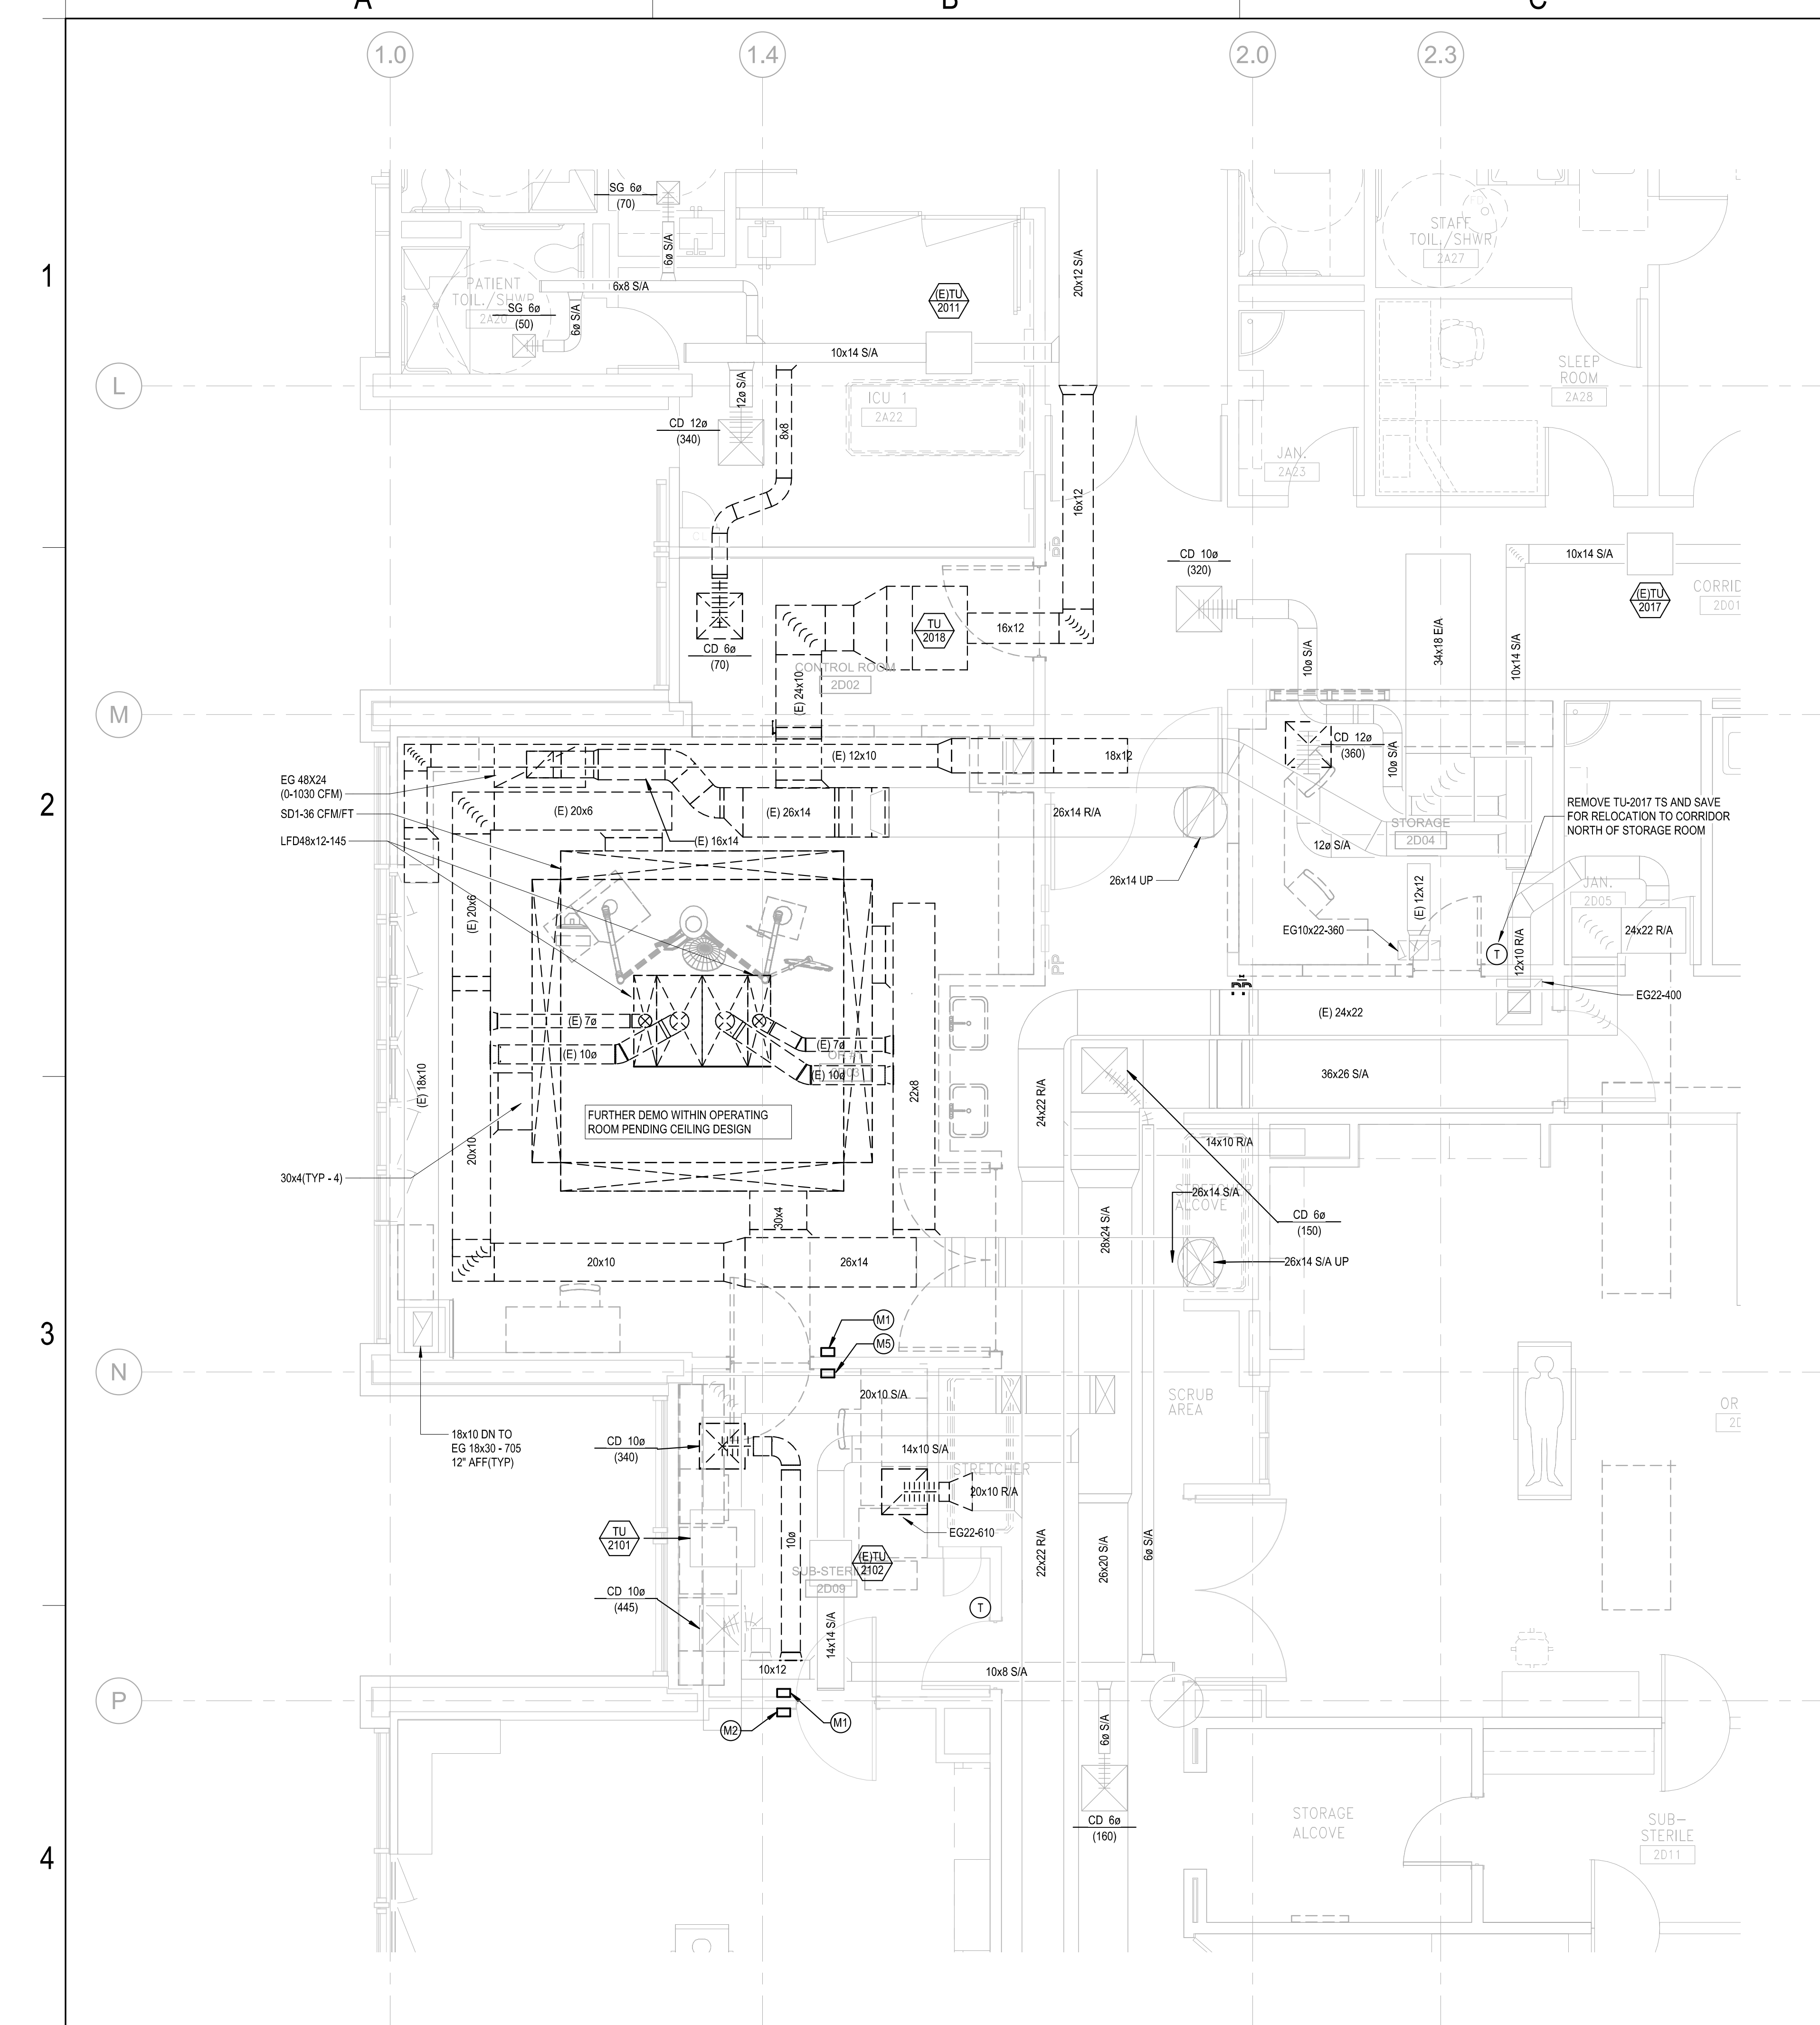 A
B
C
1.0
1.4
2.0
2.3
1
2
3
4
L
M
N
P
SG 6ø
(70)
6ø S/A
6x8 S/A
PATIENT
TOIL./SHWR
2A20
SG 6ø
(50)
6ø S/A
(E)TU
2011
20x12 S/A
10x14 S/A
12ø S/A
CD 12ø
(340)
8x8
ICU 1
2A22
STAFF
TOIL./SHWR
2A27
SLEEP
ROOM
2A28
JAN.
2A23
16x12
CD 10ø
(320)
10x14 S/A
(E)TU
2017
CORRID
2D01
CD 6ø
(70)
TU
2018
16x12
CONTROL ROOM
2D02
(E) 24x10
10ø S/A
34x18 E/A
10x14 S/A
(E) 12x10
18x12
CD 12ø
(360)
10ø S/A
EG 48X24
(0-1030 CFM)
SD1-36 CFM/FT
LFD48x12-145
(E) 20x6
(E) 16x14
(E) 26x14
26x14 R/A
26x14 UP
12ø S/A
STORAGE
2D04
REMOVE TU-2017 TS AND SAVE
FOR RELOCATION TO CORRIDOR
NORTH OF STORAGE ROOM
JAN.
2D05
(E) 20x6
(E) 12x12
EG10x22-360
T
12x10 R/A
24x22 R/A
EG22-400
PP
(E) 24x22
(E) 7ø
(E) 10ø
(E) 7ø
(E) 10ø
(E) 18x10
20x10
22x8
24x22 R/A
36x26 S/A
14x10 R/A
FURTHER DEMO WITHIN OPERATING
ROOM PENDING CEILING DESIGN
30x4(TYP - 4)
30x4
28x24 S/A
26x14 S/A
STRETCHER
ALCOVE
CD 6ø
(150)
26x14 S/A UP
20x10
26x14
M1
M5
18x10 DN TO
EG 18x30 - 705
12" AFF(TYP)
20x10 S/A
SCRUB
AREA
OR
CD 10ø
(340)
14x10 S/A
STRETCHER
20x10 R/A
EG22-610
TU
2101
10ø
(E)TU
2102
SUB-STERILE
2D09
22x22 R/A
26x20 S/A
6ø S/A
CD 10ø
(445)
T
14x14 S/A
10x12
10x8 S/A
M2
M1
6ø S/A
CD 6ø
(160)
STORAGE
ALCOVE
SUB-
STERILE
2D11